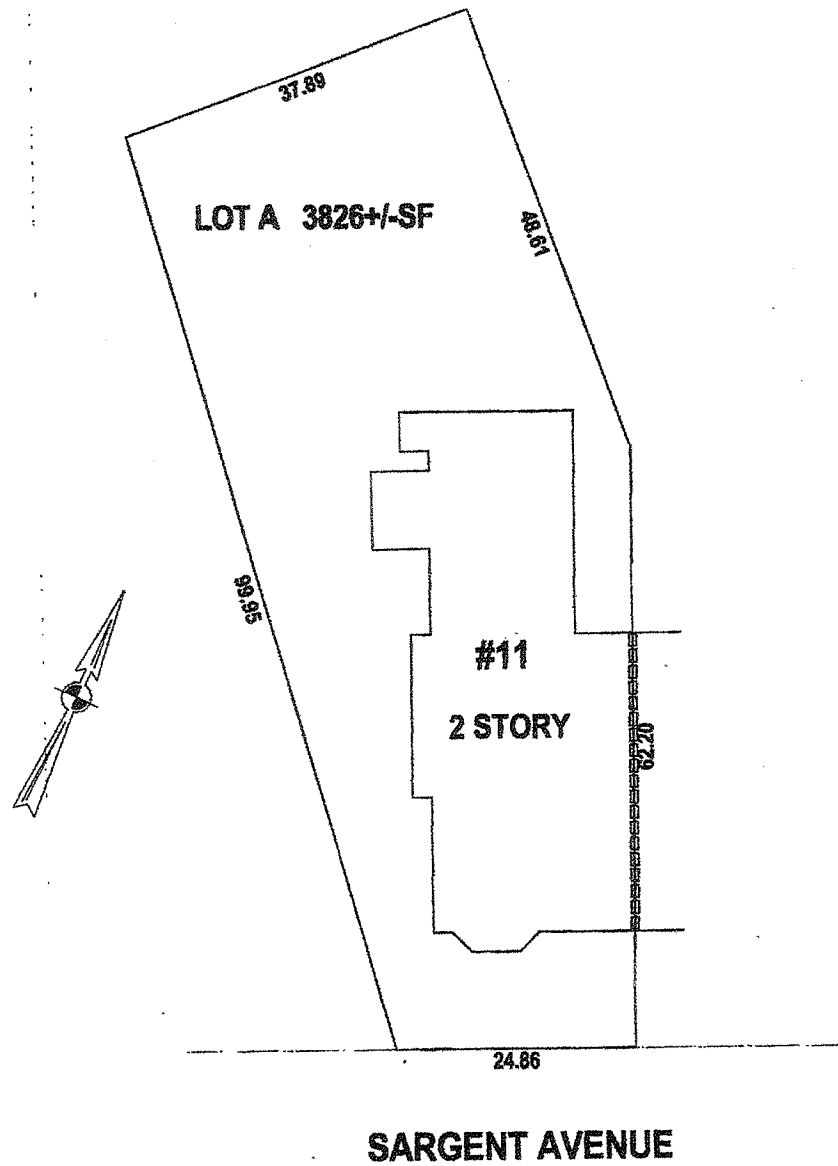 37.89
LOT A 3826+/-SF
48.61
99.95
#11
2 STORY
62.20
24.86
SARGENT AVENUE